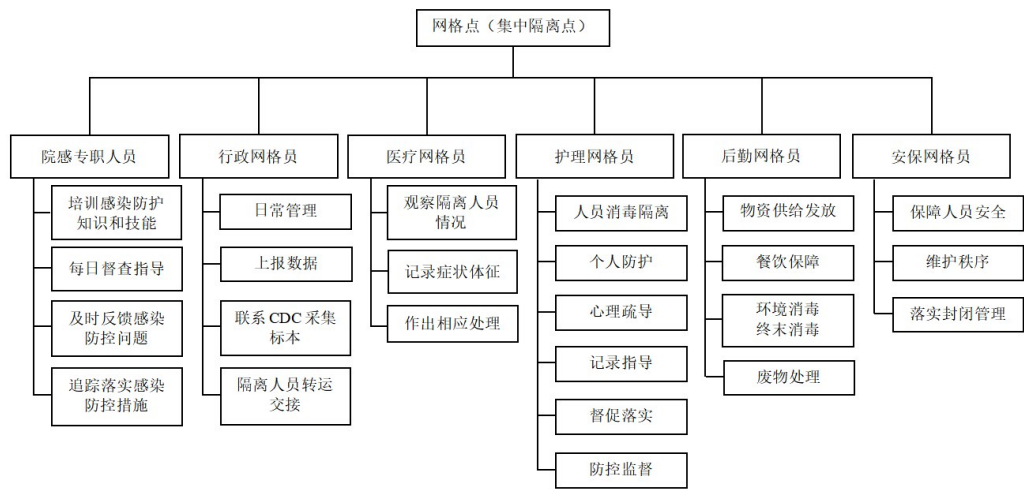 网格点（集中隔离点）
院感专职人员
培训感染防护
知识和技能
每日督查指导
及时反馈感染
防控问题
追踪落实感染
防控措施
行政网格员
日常管理
上报数据
联系 CDC 采集
标本
隔离人员转运
交接
医疗网格员
观察隔离人员
情况
记录症状体征
作出相应处理
护理网格员
人员消毒隔离
个人防护
心理疏导
记录指导
督促落实
防控监督
后勤网格员
物资供给发放
餐饮保障
环境消毒
终末消毒
废物处理
安保网格员
保障人员安全
维护秩序
落实封闭管理